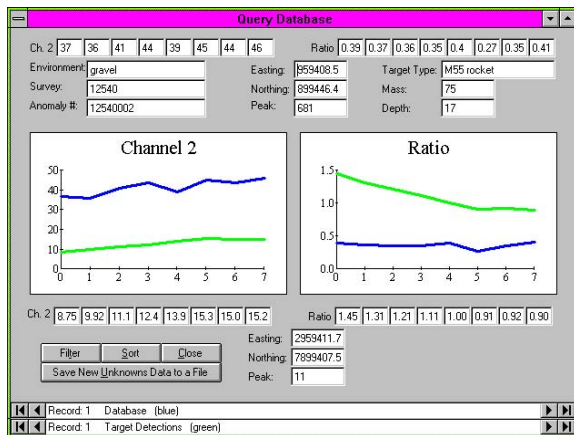 Query Database
Ch. 2 37 36 41 44 39 45 44 46 Ratio 0.39 0.37 0.36 0.35 0.4 0.27 0.35 0.41
Environment: gravel Easting: 959408.5 Target Type: M55 rocket
Survey: 12540 Northing: 899446.4 Mass: 75
Anomaly #: 12540002 Peak: 681 Depth: 17
Channel 2 Ratio
50 1.5
40
30 1.0
20 0.5
10
0 0.0
0 1 2 3 4 5 6 7 0 1 2 3 4 5 6 7
Ch. 2 8.75 9.92 11.1 12.4 13.9 15.3 15.0 15.2 Ratio 1.45 1.31 1.21 1.11 1.00 0.91 0.92 0.90
Filter Sort Close Easting: 2959411.7
Save New Unknowns Data to a File Northing: 7899407.5
Peak: 11
Record: 1 Database (blue)
Record: 1 Target Detections (green)